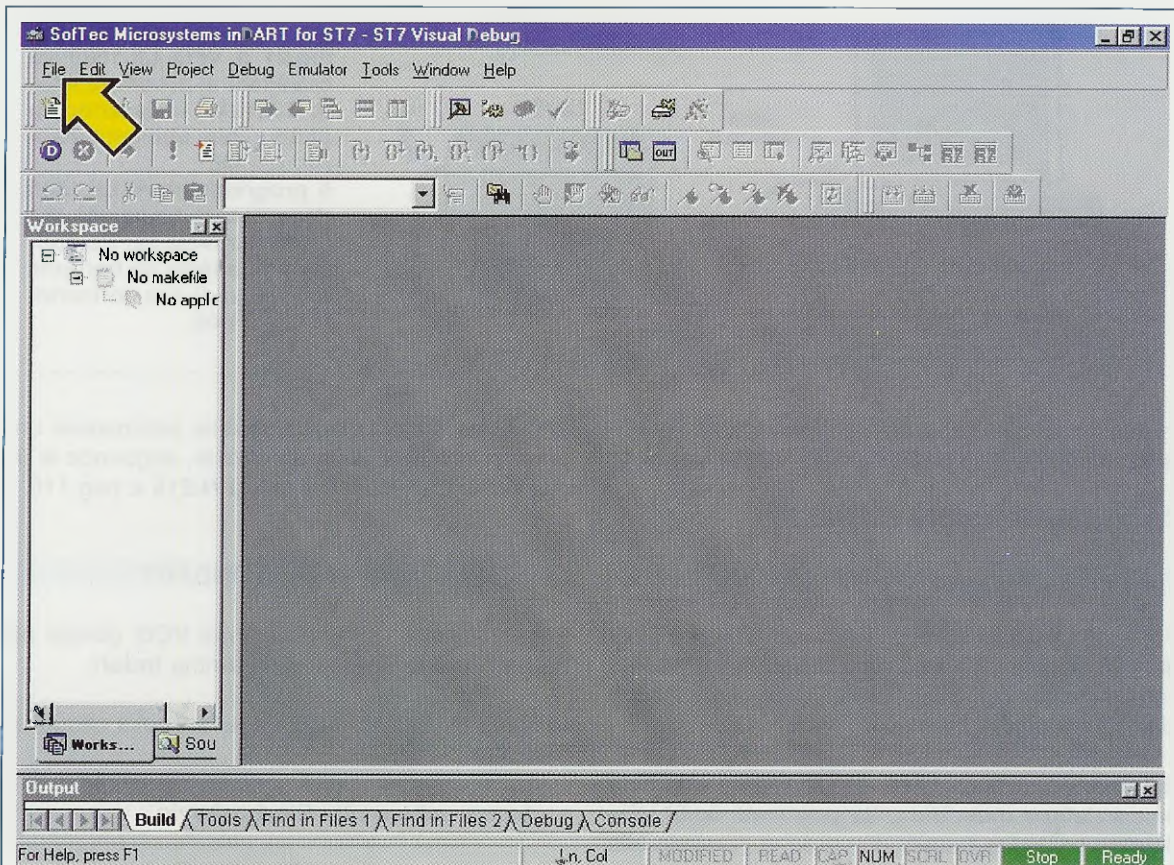 SofTec Microsystems inDART for ST7 - ST7 Visual Debug
File Edit View Project Debug Emulator Tools Window Help
D OUT
Workspace
No workspace
No makefile
No applic
Works... Sou
Output
Build Tools Find in Files 1 Find in Files 2 Debug Console
For Help, press F1 Ln, Col MODIFIED READ CAP NUM SCRL OVR Stop Ready